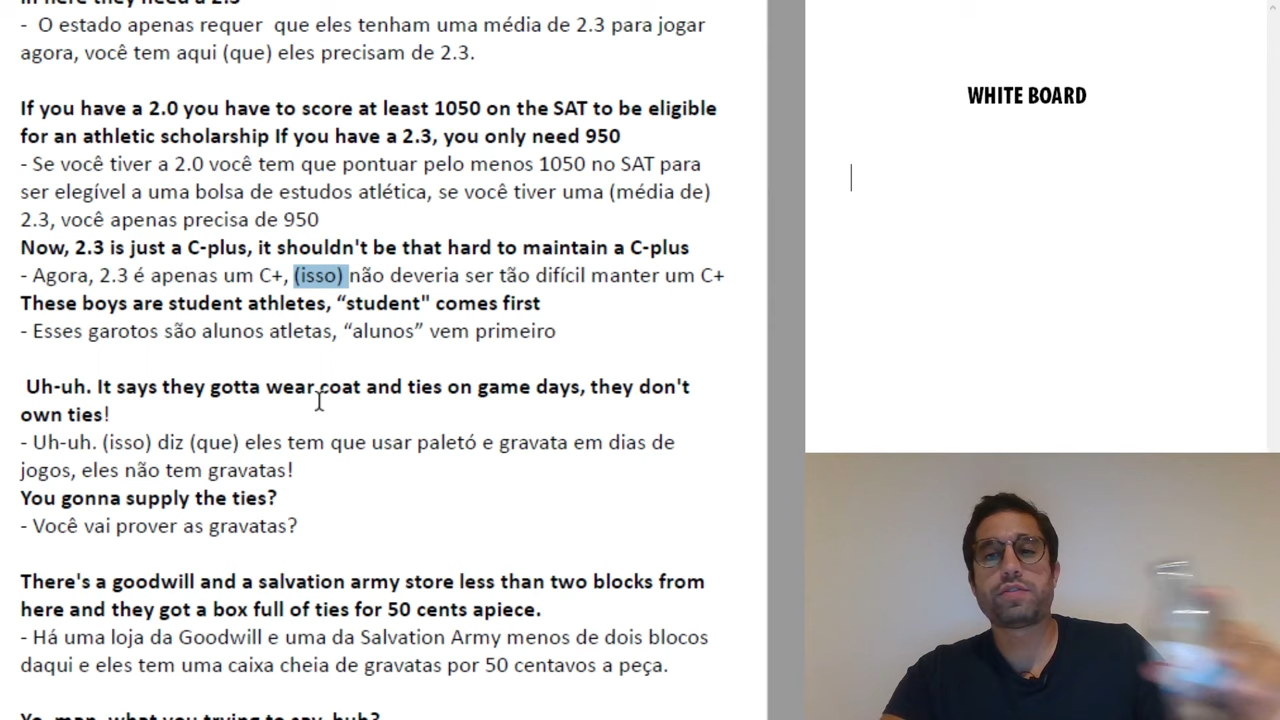 - O estado apenas requer que eles tenham uma média de 2.3 para jogar
agora, você tem aqui (que) eles precisam de 2.3.
If you have a 2.0 you have to score at least 1050 on the SAT to be eligible
for an athletic scholarship If you have a 2.3, you only need 950
- Se você tiver a 2.0 você tem que pontuar pelo menos 1050 no SAT para
ser elegível a uma bolsa de estudos atlética, se você tiver uma (média de)
2.3, você apenas precisa de 950
Now, 2.3 is just a C-plus, it shouldn't be that hard to maintain a C-plus
- Agora, 2.3 é apenas um C+, (isso) não deveria ser tão difícil manter um C+
These boys are student athletes, “student" comes first
- Esses garotos são alunos atletas, “alunos” vem primeiro
Uh-uh. It says they gotta wear coat and ties on game days, they don't
own ties!
- Uh-uh. (isso) diz (que) eles tem que usar paletó e gravata em dias de
jogos, eles não tem gravatas!
You gonna supply the ties?
- Você vai prover as gravatas?
There's a goodwill and a salvation army store less than two blocks from
here and they got a box full of ties for 50 cents apiece.
- Há uma loja da Goodwill e uma da Salvation Army menos de dois blocos
daqui e eles tem uma caixa cheia de gravatas por 50 centavos a peça.
WHITE BOARD